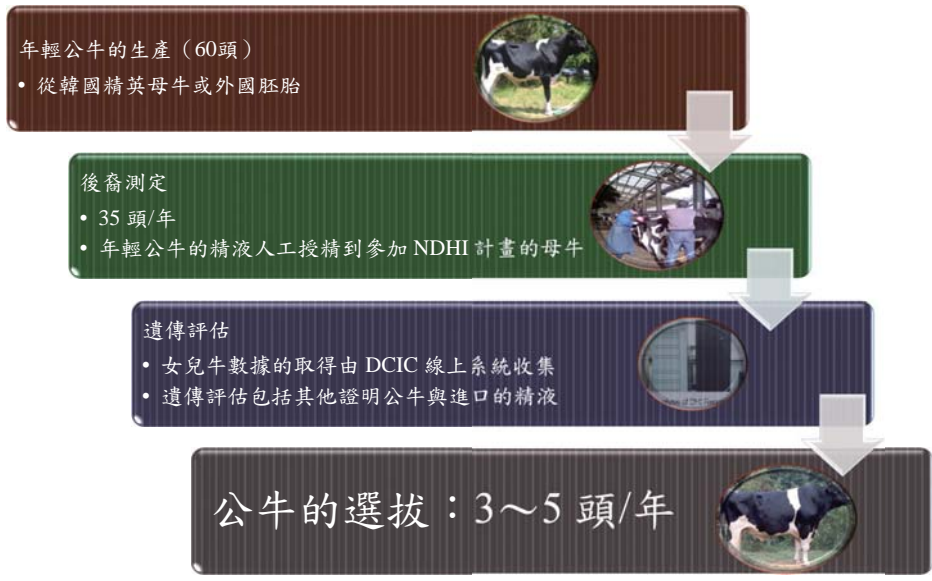 年輕公牛的生產（60頭）
• 從韓國精英母牛或外國胚胎
後裔測定
• 35 頭/年
• 年輕公牛的精液人工授精到參加 NDHI 計畫的母牛
遺傳評估
• 女兒牛數據的取得由 DCIC 線上系統收集
• 遺傳評估包括其他證明公牛與進口的精液
公牛的選拔：3～5 頭/年